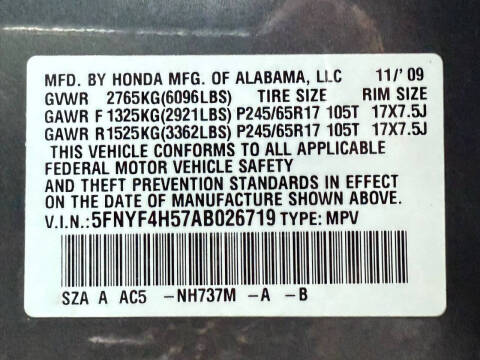 MFD. BY HONDA MFG. OF ALABAMA, LLC 11/'09
GVWR 2765KG(6096LBS) TIRE SIZE RIM SIZE
GAWR F 1325KG(2921LBS) P245/65R17 105T 17X7.5J
GAWR R1525KG(3362LBS) P245/65R17 105T 17X7.5J
THIS VEHICLE CONFORMS TO ALL APPLICABLE
FEDERAL MOTOR VEHICLE SAFETY
AND THEFT PREVENTION STANDARDS IN EFFECT
ON THE DATE OF MANUFACTURE SHOWN ABOVE.
V.I.N.: 5FNYF4H57AB026719 TYPE: MPV
SZA A AC5 -NH737M -A -B